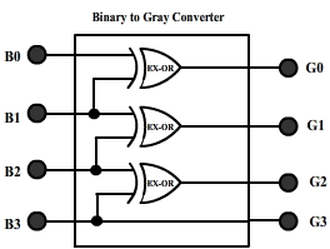 Binary to Gray Converter
B0
EX-OR
G0
B1
EX-OR
G1
B2
EX-OR
G2
B3
G3